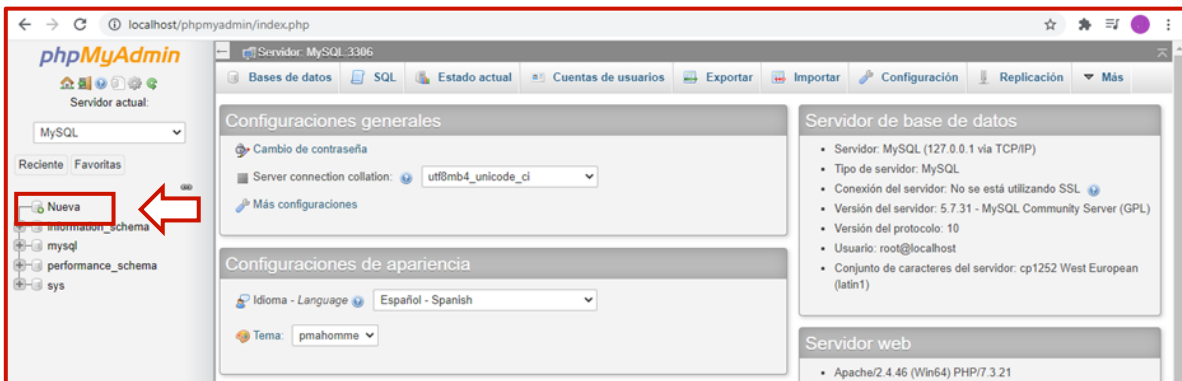 localhost/phpmyadmin/index.php
phpMyAdmin
Servidor actual:
MySQL
Reciente Favoritas
Nueva
information_schema
mysql
performance_schema
sys
Servidor: MySQL:3306
Bases de datos SQL Estado actual Cuentas de usuarios Exportar Importar Configuración Replicación Más
Configuraciones generales
Cambio de contraseña
Server connection collation: utf8mb4_unicode_ci
Más configuraciones
Configuraciones de apariencia
Idioma - Language Español - Spanish
Tema: pmahomme
Servidor de base de datos
• Servidor: MySQL (127.0.0.1 via TCP/IP)
• Tipo de servidor: MySQL
• Conexión del servidor: No se está utilizando SSL
• Versión del servidor: 5.7.31 - MySQL Community Server (GPL)
• Versión del protocolo: 10
• Usuario: root@localhost
• Conjunto de caracteres del servidor: cp1252 West European
(latin1)
Servidor web
• Apache/2.4.46 (Win64) PHP/7.3.21